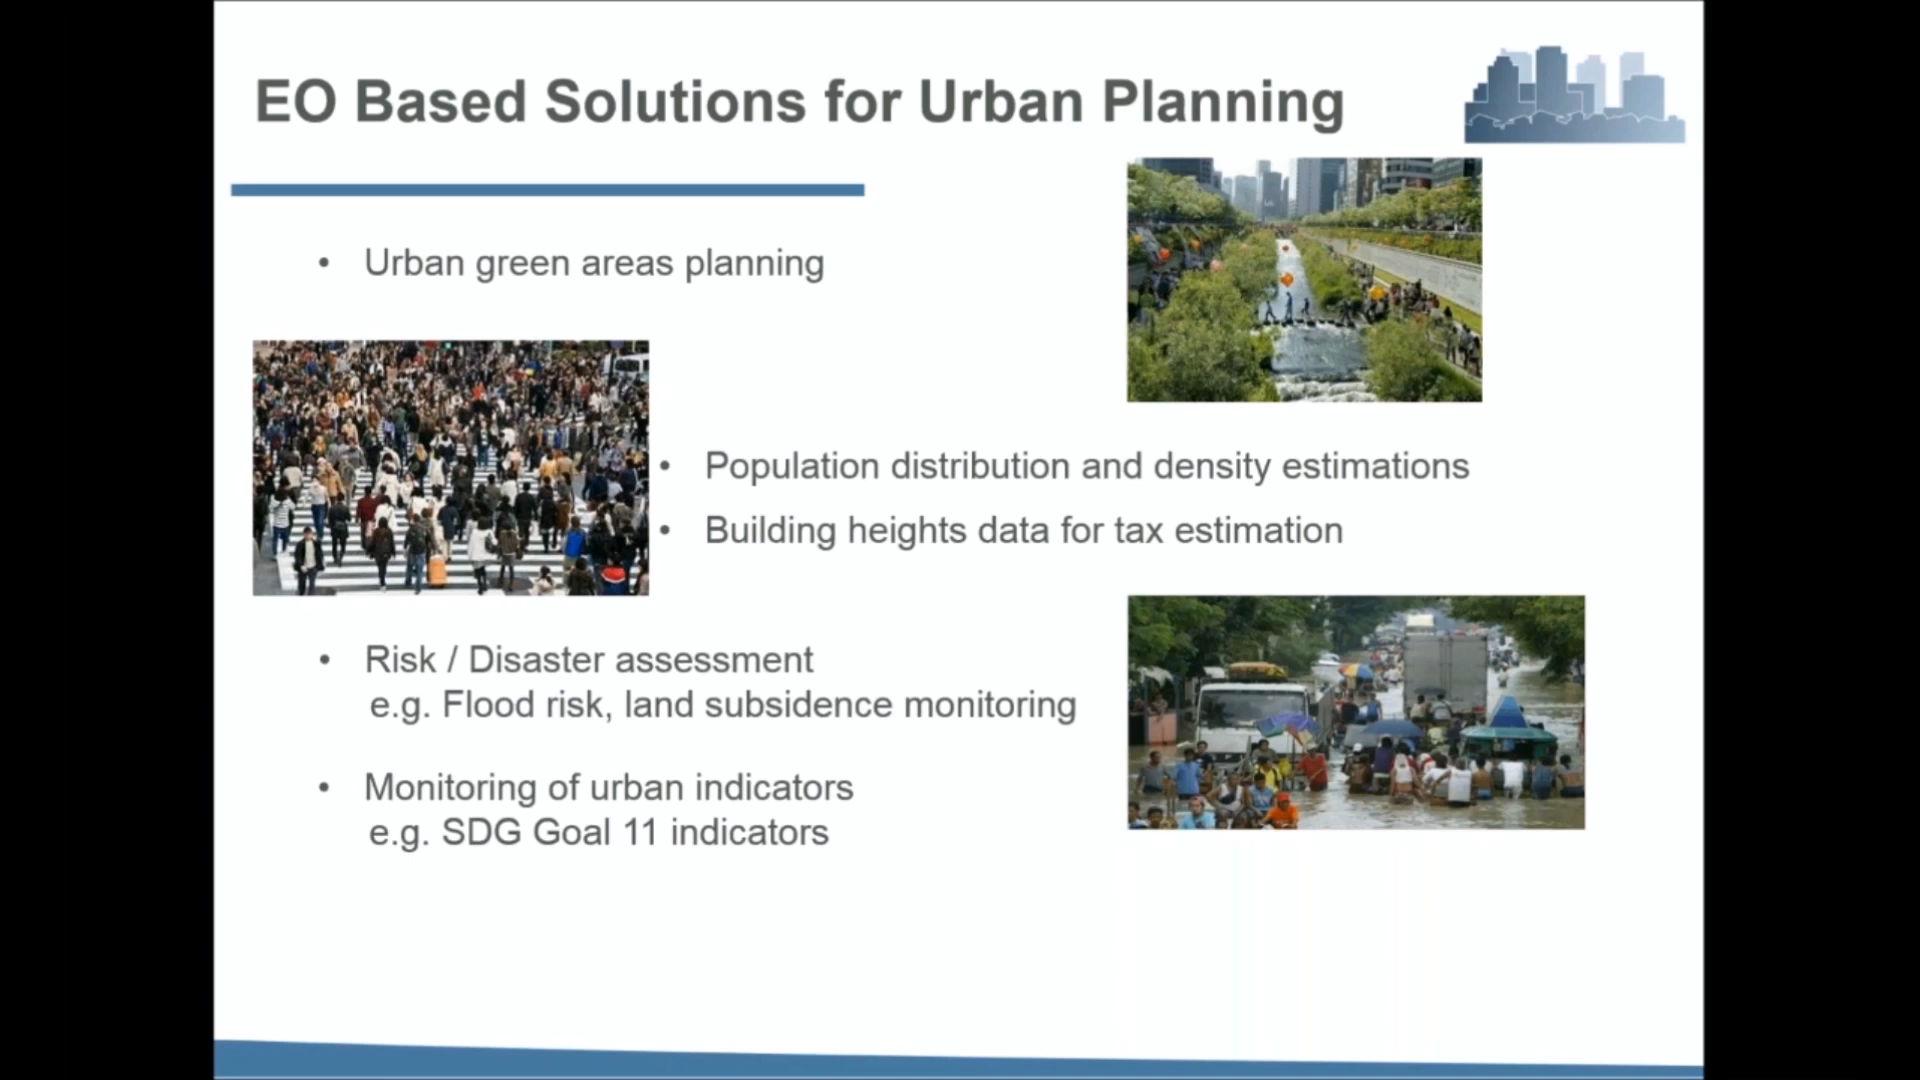 EO Based Solutions for Urban Planning
• Urban green areas planning
• Population distribution and density estimations
• Building heights data for tax estimation
• Risk / Disaster assessment
e.g. Flood risk, land subsidence monitoring
• Monitoring of urban indicators
e.g. SDG Goal 11 indicators